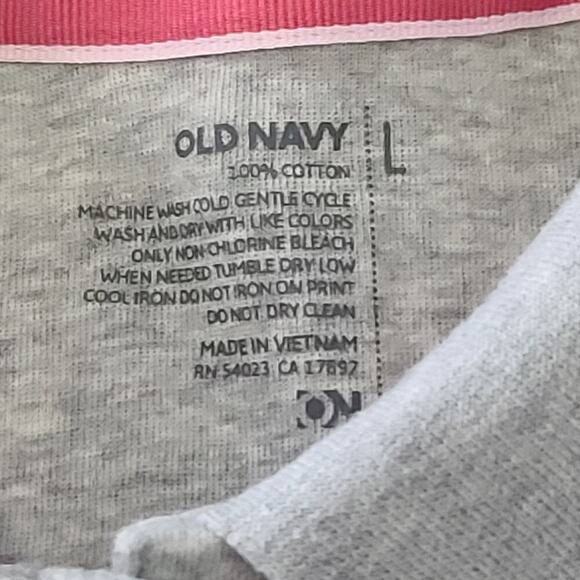 OLD NAVY
L
100% COTTON
MACHINE WASH COLD GENTLE CYCLE
WASH AND DRY WITH LIKE COLORS
ONLY NON-CHLORINE BLEACH
WHEN NEEDED TUMBLE DRY LOW
COOL IRON DO NOT IRON ON PRINT
DO NOT DRY CLEAN
MADE IN VIETNAM
RN 54023 CA 17897
ON